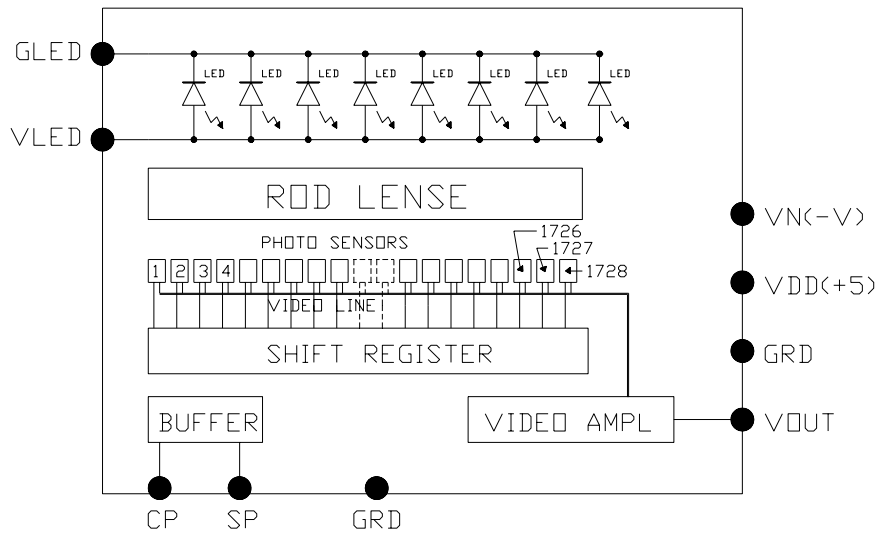 GLED
LED LED LED LED LED LED LED LED
VLED
ROD LENSE
VN(-V)
PHOTO SENSORS
1726
1727
1 2 3 4
1728
VDD(+5)
VIDEO LINE
SHIFT REGISTER
GRD
BUFFER
VIDEO AMPL
VOUT
CP SP GRD